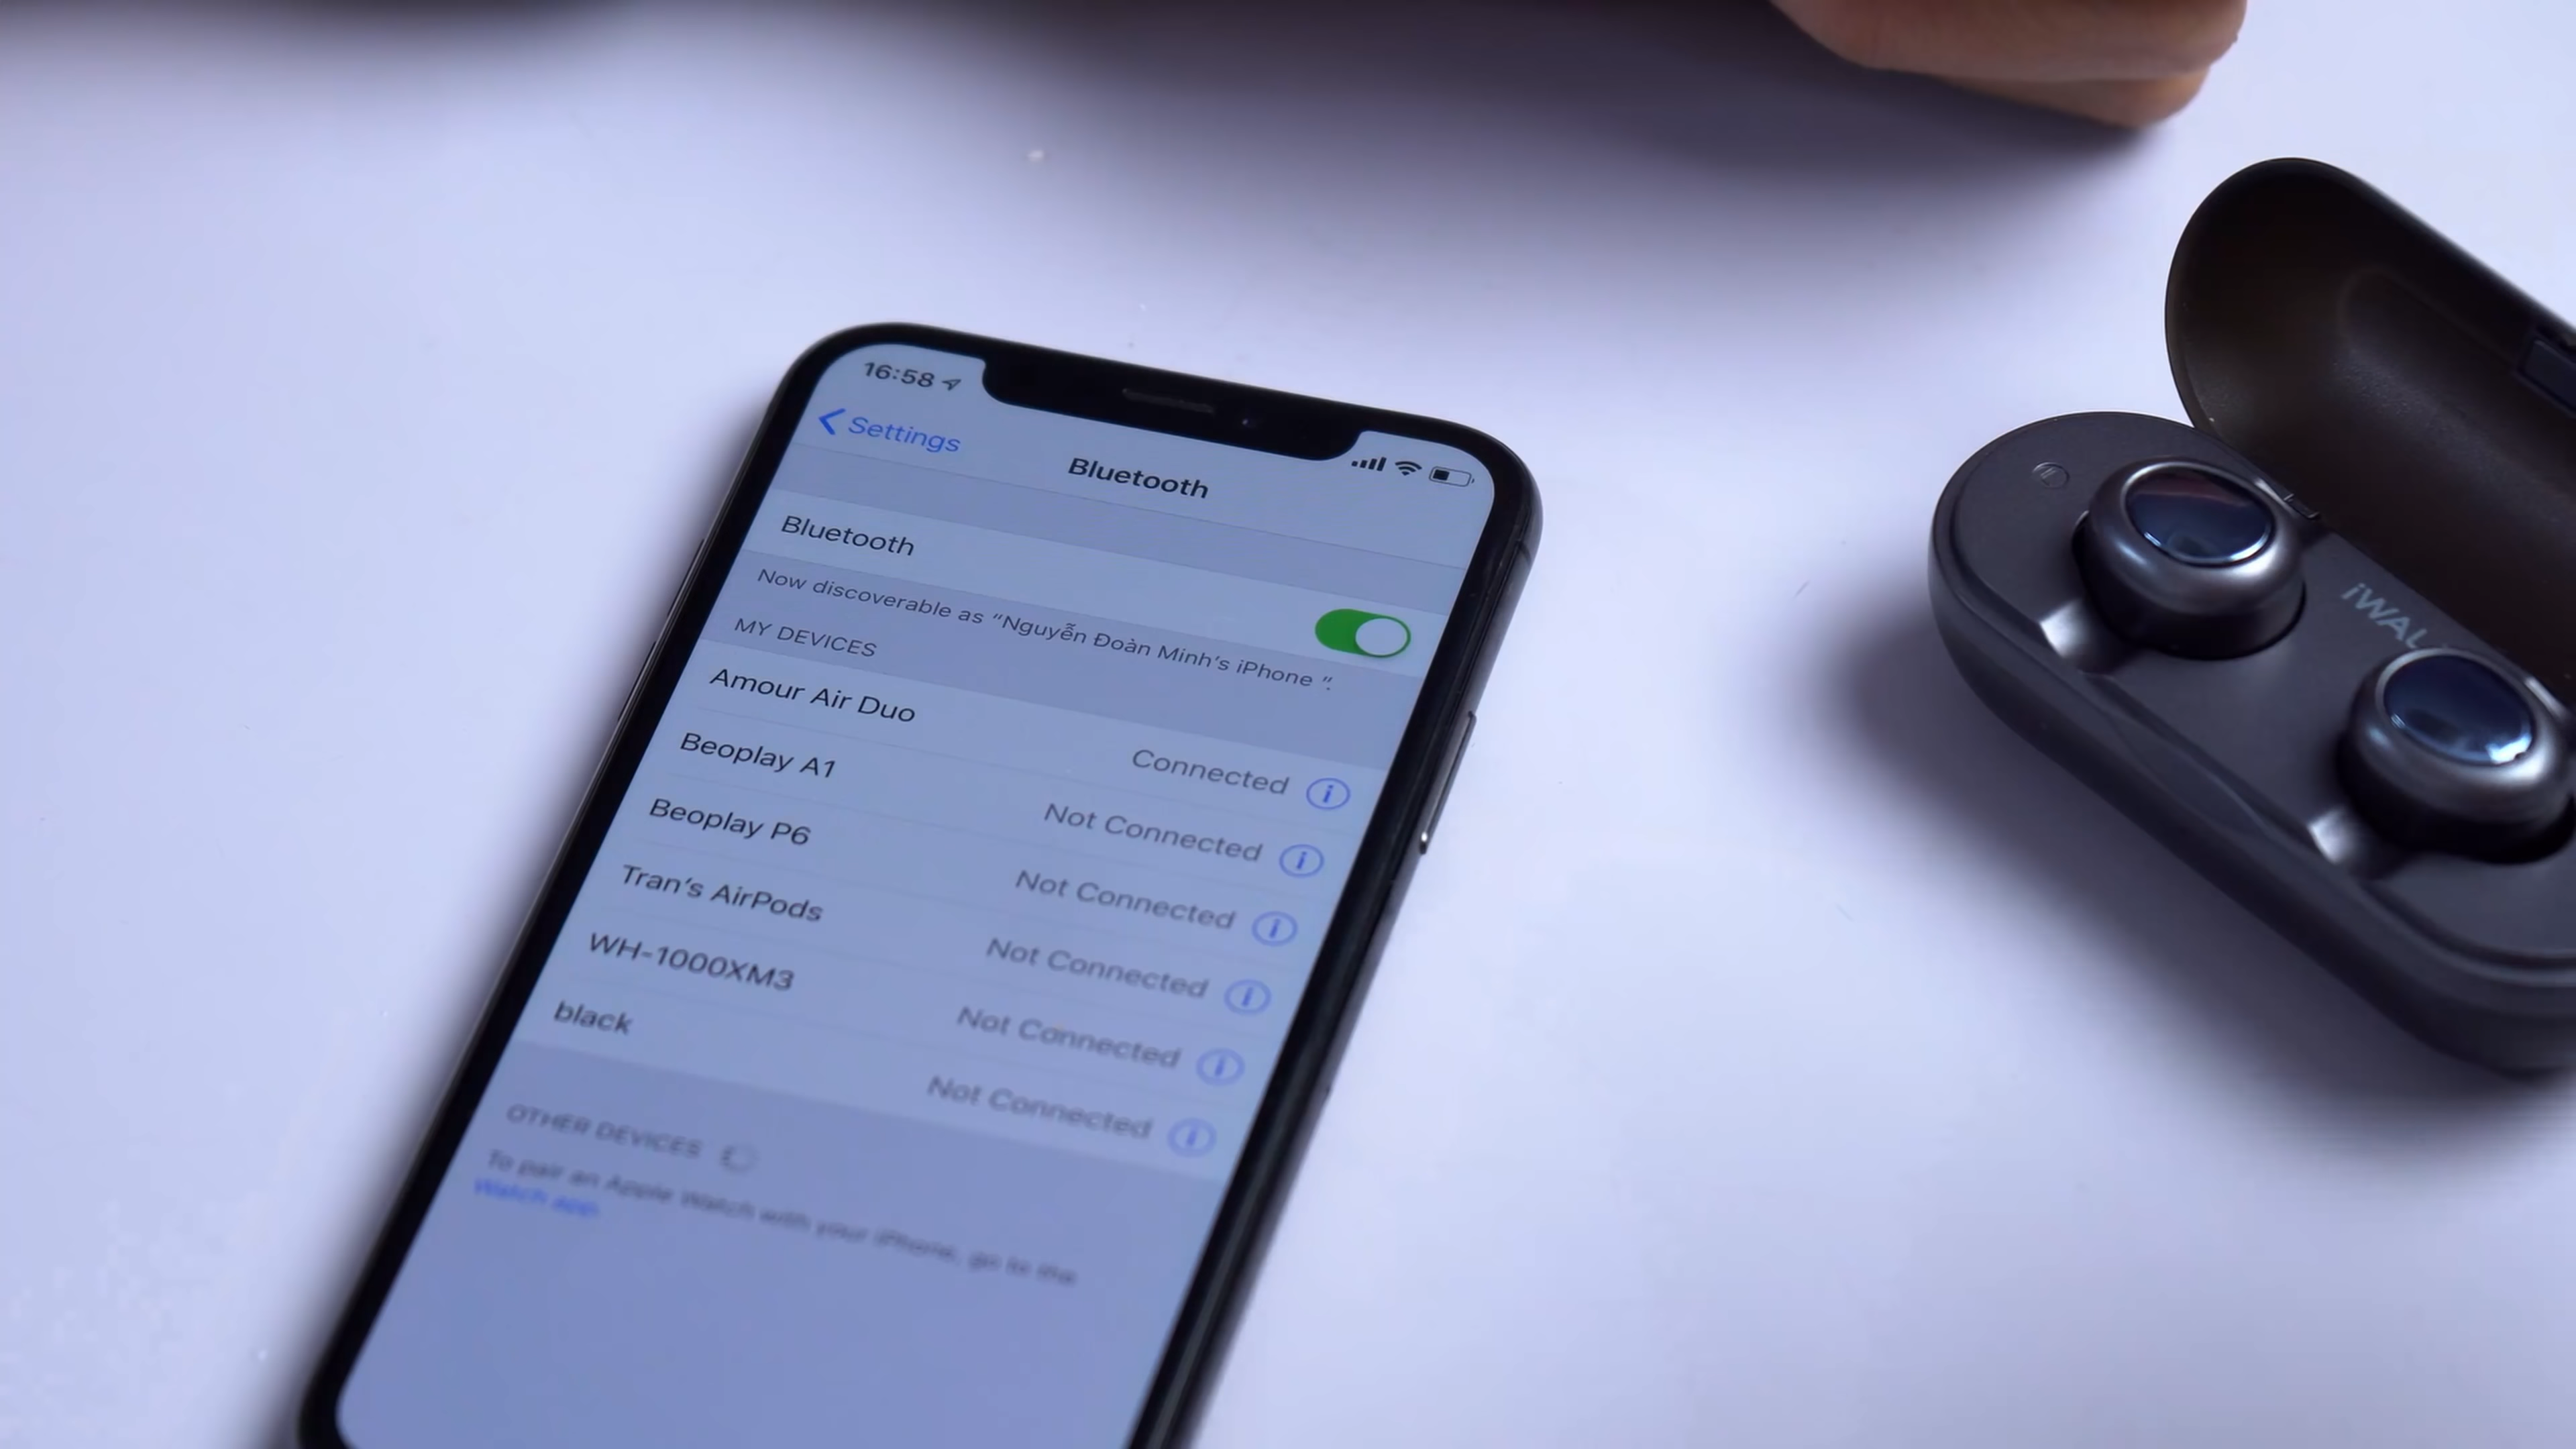 16:58
Settings
Bluetooth
Bluetooth
Now discoverable as “Nguyễn Đoàn Minh’s iPhone ”.
MY DEVICES
Amour Air Duo Connected
Beoplay A1 Not Connected
Beoplay P6 Not Connected
Tran’s AirPods Not Connected
WH-1000XM3 Not Connected
black Not Connected
OTHER DEVICES
To pair an Apple Watch with your iPhone, go to the
Watch app